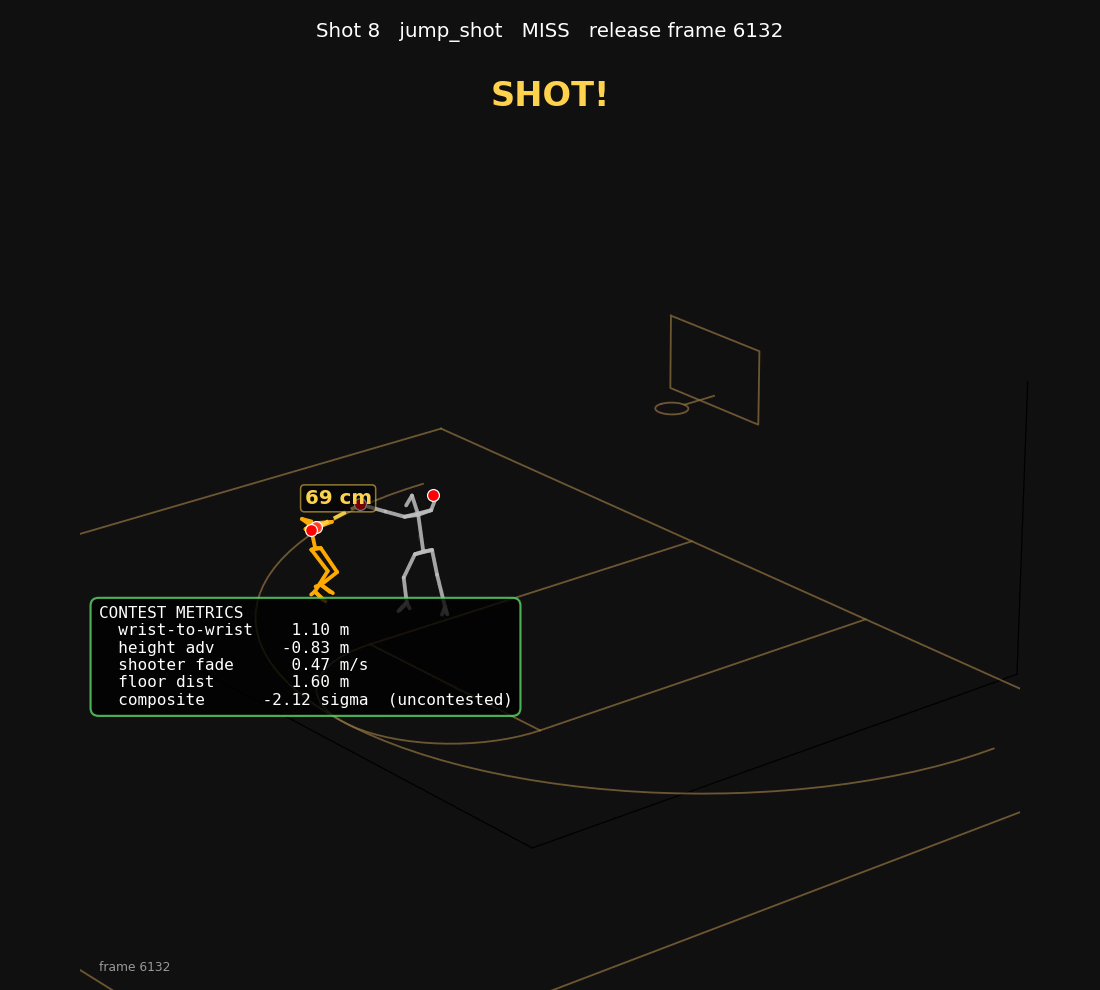 Shot 8 jump_shot MISS release frame 6132
SHOT!
69 cm
CONTEST METRICS
wrist-to-wrist 1.10 m
height adv -0.83 m
shooter fade 0.47 m/s
floor dist 1.60 m
composite -2.12 sigma (uncontested)
frame 6132